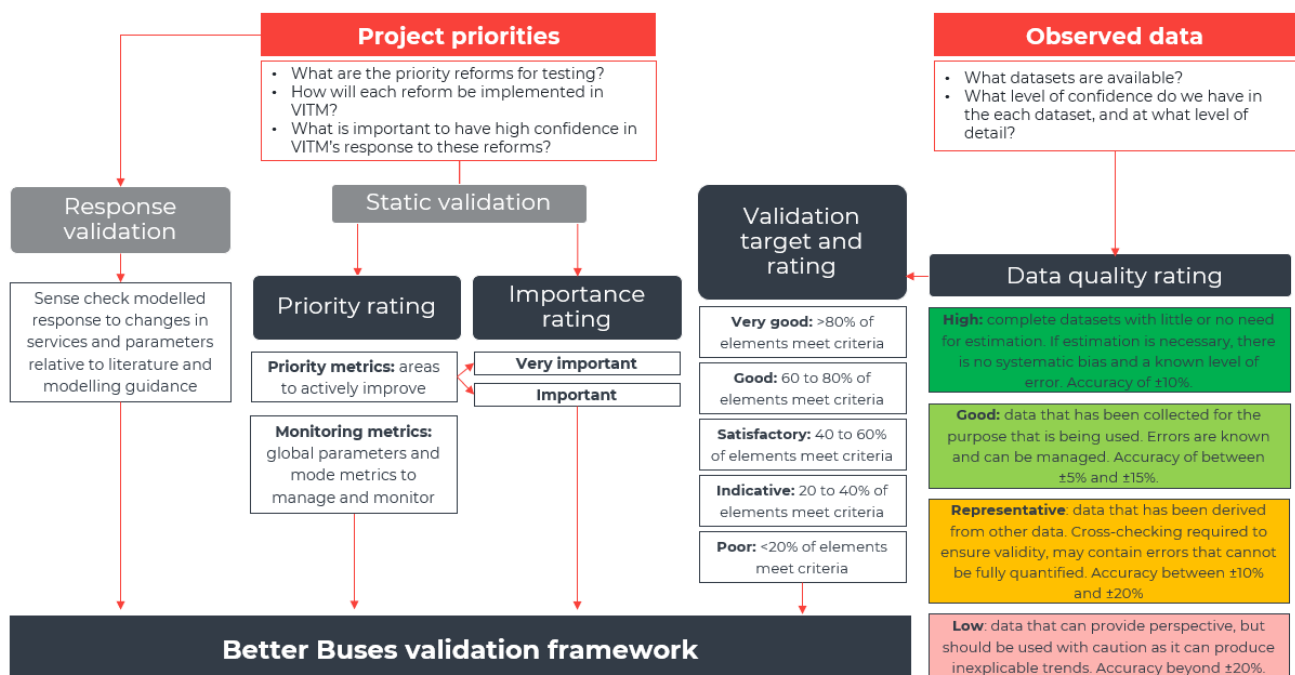 Project priorities
• What are the priority reforms for testing?
• How will each reform be implemented in
VITM?
• What is important to have high confidence in
VITM's response to these reforms?
Observed data
• What datasets are available?
• What level of confidence do we have in
the each dataset, and at what level of
detail?
Response
validation
Sense check modelled
response to changes in
services and parameters
relative to literature and
modelling guidance
Static validation
Priority rating
Priority metrics: areas
to actively improve
Monitoring metrics:
global parameters and
mode metrics to
manage and monitor
Importance
rating
Very important
Important
Validation
target and
rating
Very good: >80% of
elements meet criteria
Good: 60 to 80% of
elements meet criteria
Satisfactory: 40 to 60%
of elements meet criteria
Indicative: 20 to 40% of
elements meet criteria
Poor: <20% of elements
meet criteria
Data quality rating
High: complete datasets with little or no need
for estimation. If estimation is necessary, there
is no systematic bias and a known level of
error. Accuracy of ±10%.
Good: data that has been collected for the
purpose that is being used. Errors are known
and can be managed. Accuracy of between
±5% and ±15%.
Representative: data that has been derived
from other data. Cross-checking required to
ensure validity, may contain errors that cannot
be fully quantified. Accuracy between ±10%
and ±20%
Low: data that can provide perspective, but
should be used with caution as it can produce
inexplicable trends. Accuracy beyond ±20%.
Better Buses validation framework